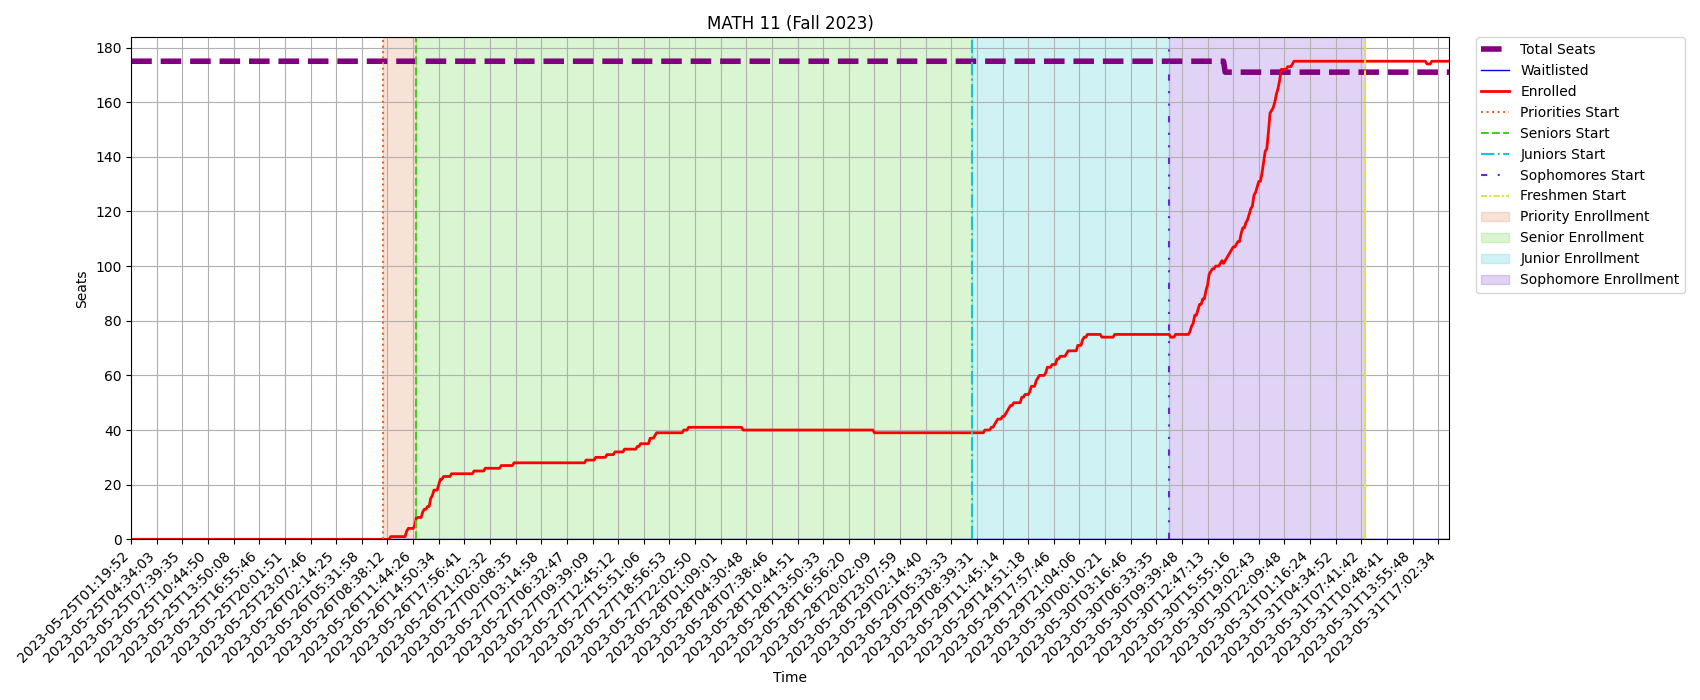 MATH 11 (Fall 2023)
Seats
180
160
140
120
100
80
60
40
20
0
2023-05-25T01:19:52
2023-05-25T04:34:03
2023-05-25T07:39:35
2023-05-25T10:44:50
2023-05-25T13:50:08
2023-05-25T16:55:46
2023-05-25T20:01:51
2023-05-25T23:07:46
2023-05-26T02:14:25
2023-05-26T05:31:58
2023-05-26T08:38:12
2023-05-26T11:44:26
2023-05-26T14:50:34
2023-05-26T17:56:41
2023-05-26T21:02:32
2023-05-27T00:08:35
2023-05-27T03:14:58
2023-05-27T06:32:47
2023-05-27T09:39:09
2023-05-27T12:45:12
2023-05-27T15:51:06
2023-05-27T18:56:53
2023-05-27T22:02:50
2023-05-28T01:09:01
2023-05-28T04:30:48
2023-05-28T07:38:46
2023-05-28T10:44:51
2023-05-28T13:50:33
2023-05-28T16:56:20
2023-05-28T20:02:09
2023-05-28T23:07:59
2023-05-29T02:14:40
2023-05-29T05:33:33
2023-05-29T08:39:31
2023-05-29T11:45:14
2023-05-29T14:51:18
2023-05-29T17:57:46
2023-05-29T21:04:06
2023-05-30T00:10:21
2023-05-30T03:16:46
2023-05-30T06:33:35
2023-05-30T09:39:48
2023-05-30T12:47:13
2023-05-30T15:55:16
2023-05-30T19:02:43
2023-05-30T22:09:48
2023-05-31T01:16:24
2023-05-31T04:34:52
2023-05-31T07:41:42
2023-05-31T10:48:41
2023-05-31T13:55:48
2023-05-31T17:02:34
Time
Total Seats
Waitlisted
Enrolled
Priorities Start
Seniors Start
Juniors Start
Sophomores Start
Freshmen Start
Priority Enrollment
Senior Enrollment
Junior Enrollment
Sophomore Enrollment